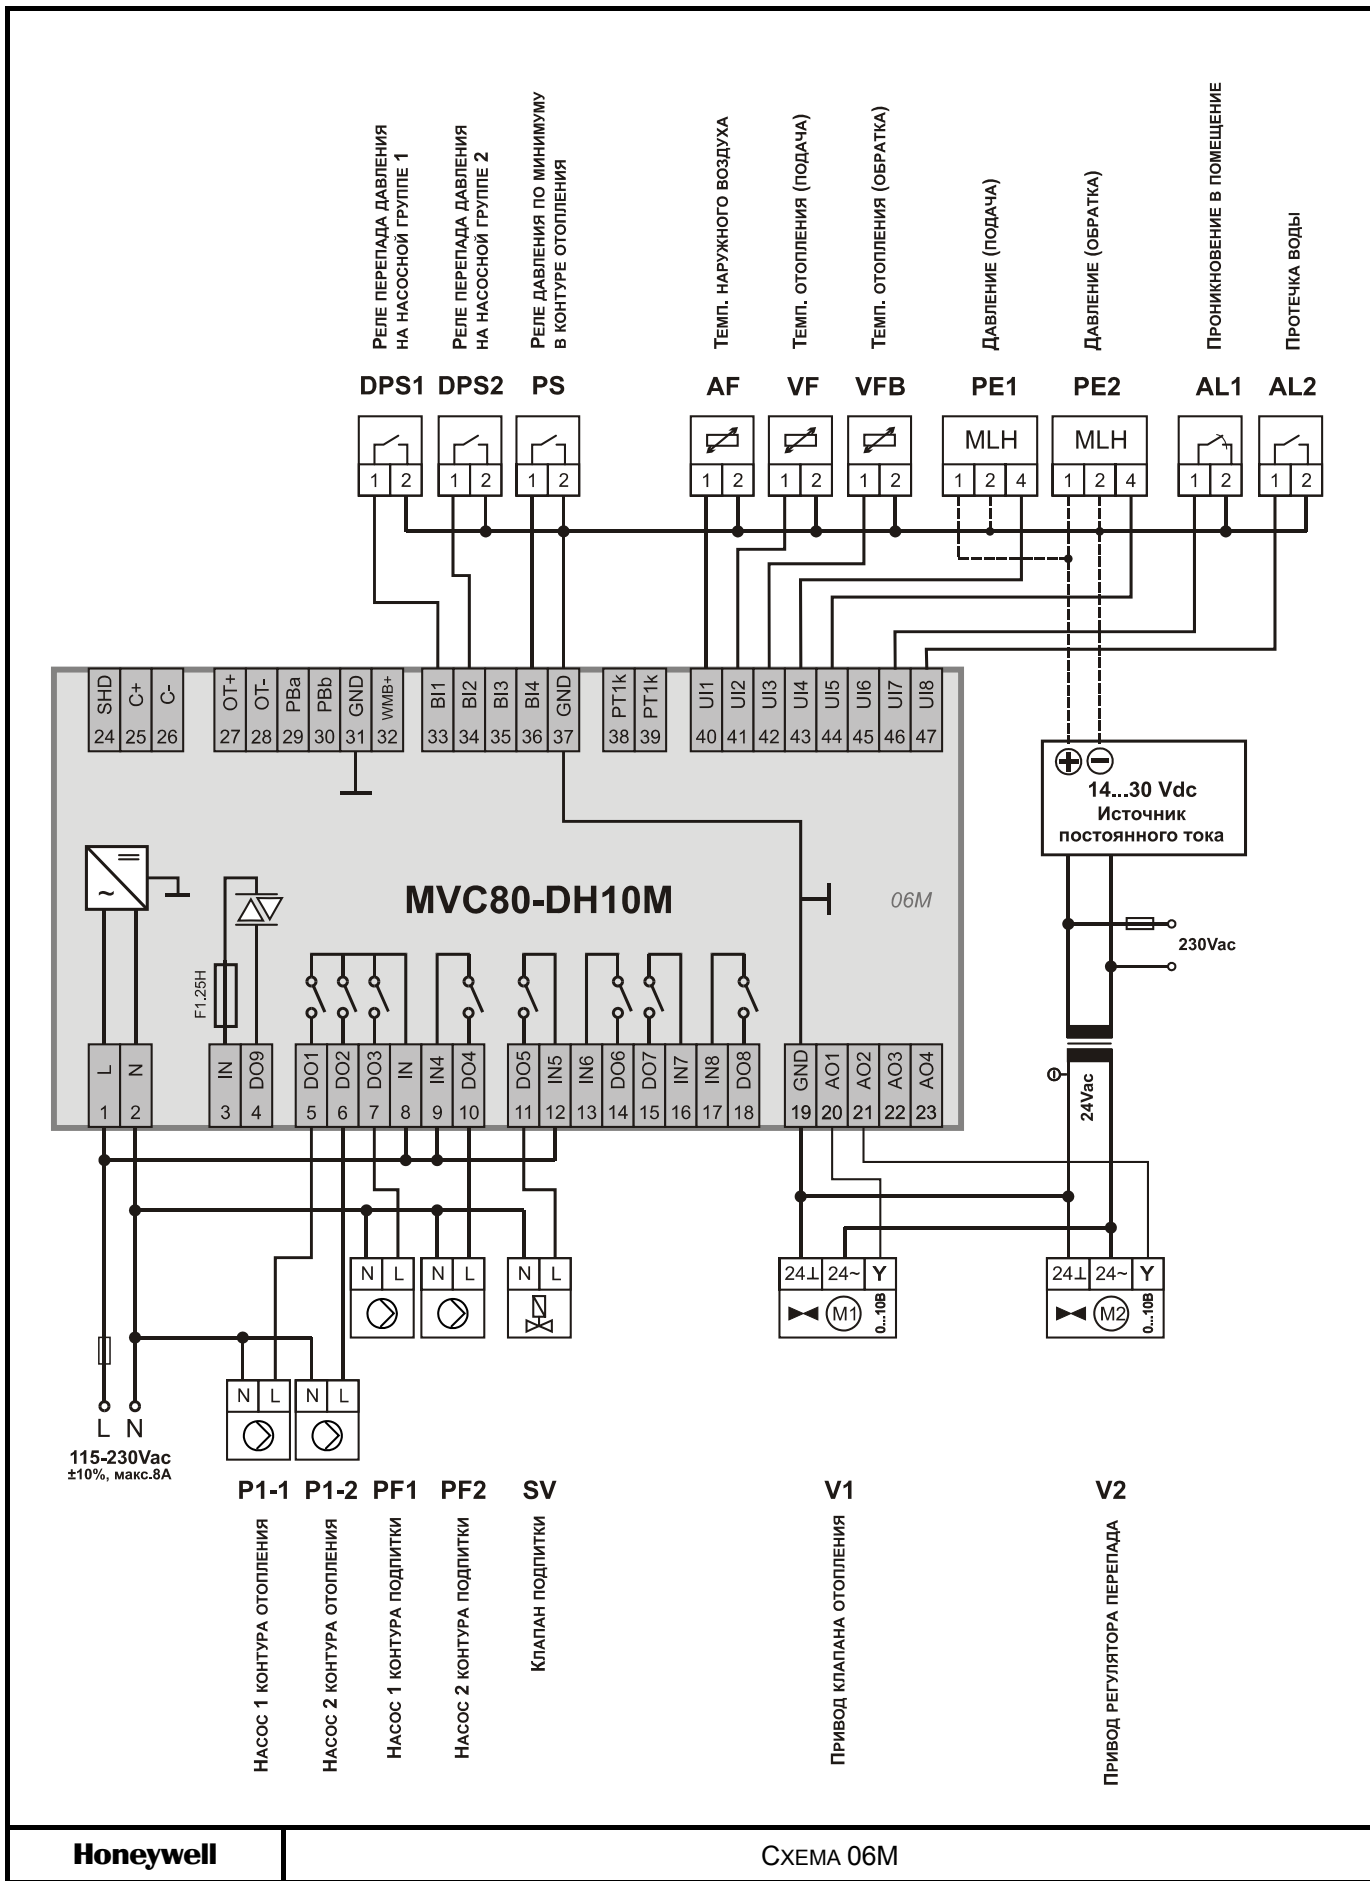 РЕЛЕ ПЕРЕПАДА ДАВЛЕНИЯ
НА НАСОСНОЙ ГРУППЕ 1
РЕЛЕ ПЕРЕПАДА ДАВЛЕНИЯ
НА НАСОСНОЙ ГРУППЕ 2
РЕЛЕ ДАВЛЕНИЯ ПО МИНИМУМУ
В КОНТУРЕ ОТОПЛЕНИЯ
ТЕМП. НАРУЖНОГО ВОЗДУХА
ТЕМП. ОТОПЛЕНИЯ (ПОДАЧА)
ТЕМП. ОТОПЛЕНИЯ (ОБРАТКА)
ДАВЛЕНИЕ (ПОДАЧА)
ДАВЛЕНИЕ (ОБРАТКА)
ПРОНИКНОВЕНИЕ В ПОМЕЩЕНИЕ
ПРОТЕЧКА ВОДЫ
DPS1 DPS2 PS AF VF VFB PE1 PE2 AL1 AL2
MLH MLH
1 2 1 2 1 2 1 2 1 2 1 2 1 2 4 1 2 4 1 2 1 2
SHD C+ C- OT+ OT- PBa PBb GND WMB+ BI1 BI2 BI3 BI4 GND PT1k PT1k UI1 UI2 UI3 UI4 UI5 UI6 UI7 UI8
24 25 26 27 28 29 30 31 32 33 34 35 36 37 38 39 40 41 42 43 44 45 46 47
14...30 Vdc
Источник
постоянного тока
MVC80-DH10M
06M
230Vac
F1.25H
L N IN DO9 DO1 DO2 DO3 IN IN4 DO4 DO5 IN5 IN6 DO6 DO7 IN7 IN8 DO8 GND AO1 AO2 AO3 AO4
1 2 3 4 5 6 7 8 9 10 11 12 13 14 15 16 17 18 19 20 21 22 23
24Vac
N L N L N L 24⊥ 24~ Y 24⊥ 24~ Y
M1 0...10В M2 0...10В
N L N L
L N
115-230Vac
±10%, макс.8А
P1-1 P1-2 PF1 PF2 SV V1 V2
НАСОС 1 КОНТУРА ОТОПЛЕНИЯ
НАСОС 2 КОНТУРА ОТОПЛЕНИЯ
НАСОС 1 КОНТУРА ПОДПИТКИ
НАСОС 2 КОНТУРА ПОДПИТКИ
КЛАПАН ПОДПИТКИ
ПРИВОД КЛАПАНА ОТОПЛЕНИЯ
ПРИВОД РЕГУЛЯТОРА ПЕРЕПАДА
Honeywell
СХЕМА 06М